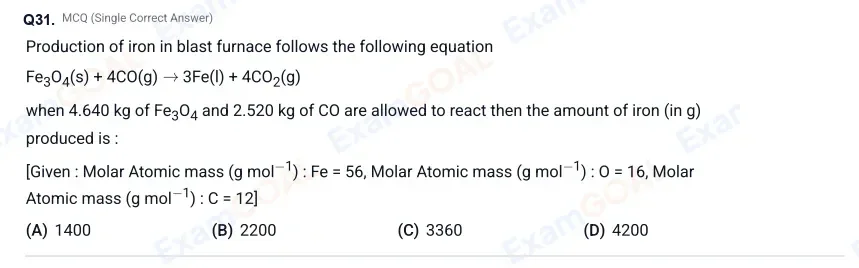 Q31. MCQ (Single Correct Answer)
Production of iron in blast furnace follows the following equation
Fe₃O₄(s) + 4CO(g) → 3Fe(l) + 4CO₂(g)
when 4.640 kg of Fe₃O₄ and 2.520 kg of CO are allowed to react then the amount of iron (in g)
produced is :
[Given : Molar Atomic mass (g mol⁻¹) : Fe = 56, Molar Atomic mass (g mol⁻¹) : O = 16, Molar
Atomic mass (g mol⁻¹) : C = 12]
(A) 1400 (B) 2200 (C) 3360 (D) 4200
ExamGOAL